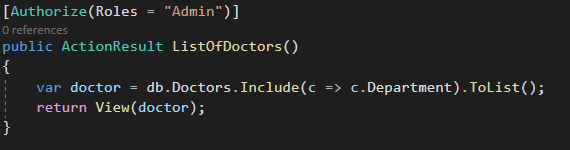 [Authorize(Roles = "Admin")]
0 references
public ActionResult ListOfDoctors()
{
    var doctor = db.Doctors.Include(c => c.Department).ToList();
    return View(doctor);
}